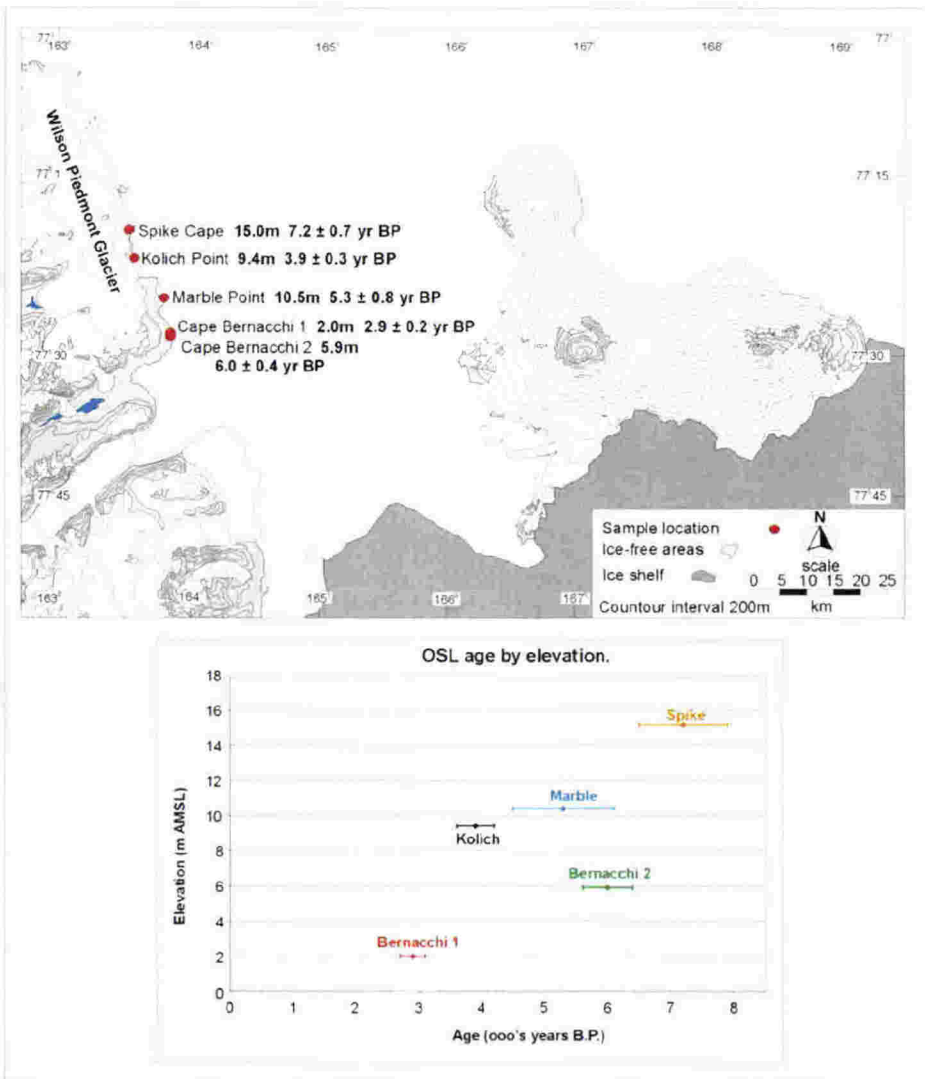 77° 163° 164° 165° 166° 167° 168° 169° 77°
Wilson Piedmont Glacier
77°1 77°15
Spike Cape 15.0m 7.2 ± 0.7 yr BP
Kolich Point 9.4m 3.9 ± 0.3 yr BP
Marble Point 10.5m 5.3 ± 0.8 yr BP
Cape Bernacchi 1 2.0m 2.9 ± 0.2 yr BP
Cape Bernacchi 2 5.9m
6.0 ± 0.4 yr BP
77°30 77°30
77°45 77°45
Sample location
Ice-free areas
Ice shelf
Countour interval 200m
N
scale
0 5 10 15 20 25
km
163° 164° 165° 166° 167°
OSL age by elevation.
18
16
14
12
10
8
6
4
2
0
Elevation (m AMSL)
Spike
Marble
Kolich
Bernacchi 2
Bernacchi 1
0 1 2 3 4 5 6 7 8
Age (ooo's years B.P.)